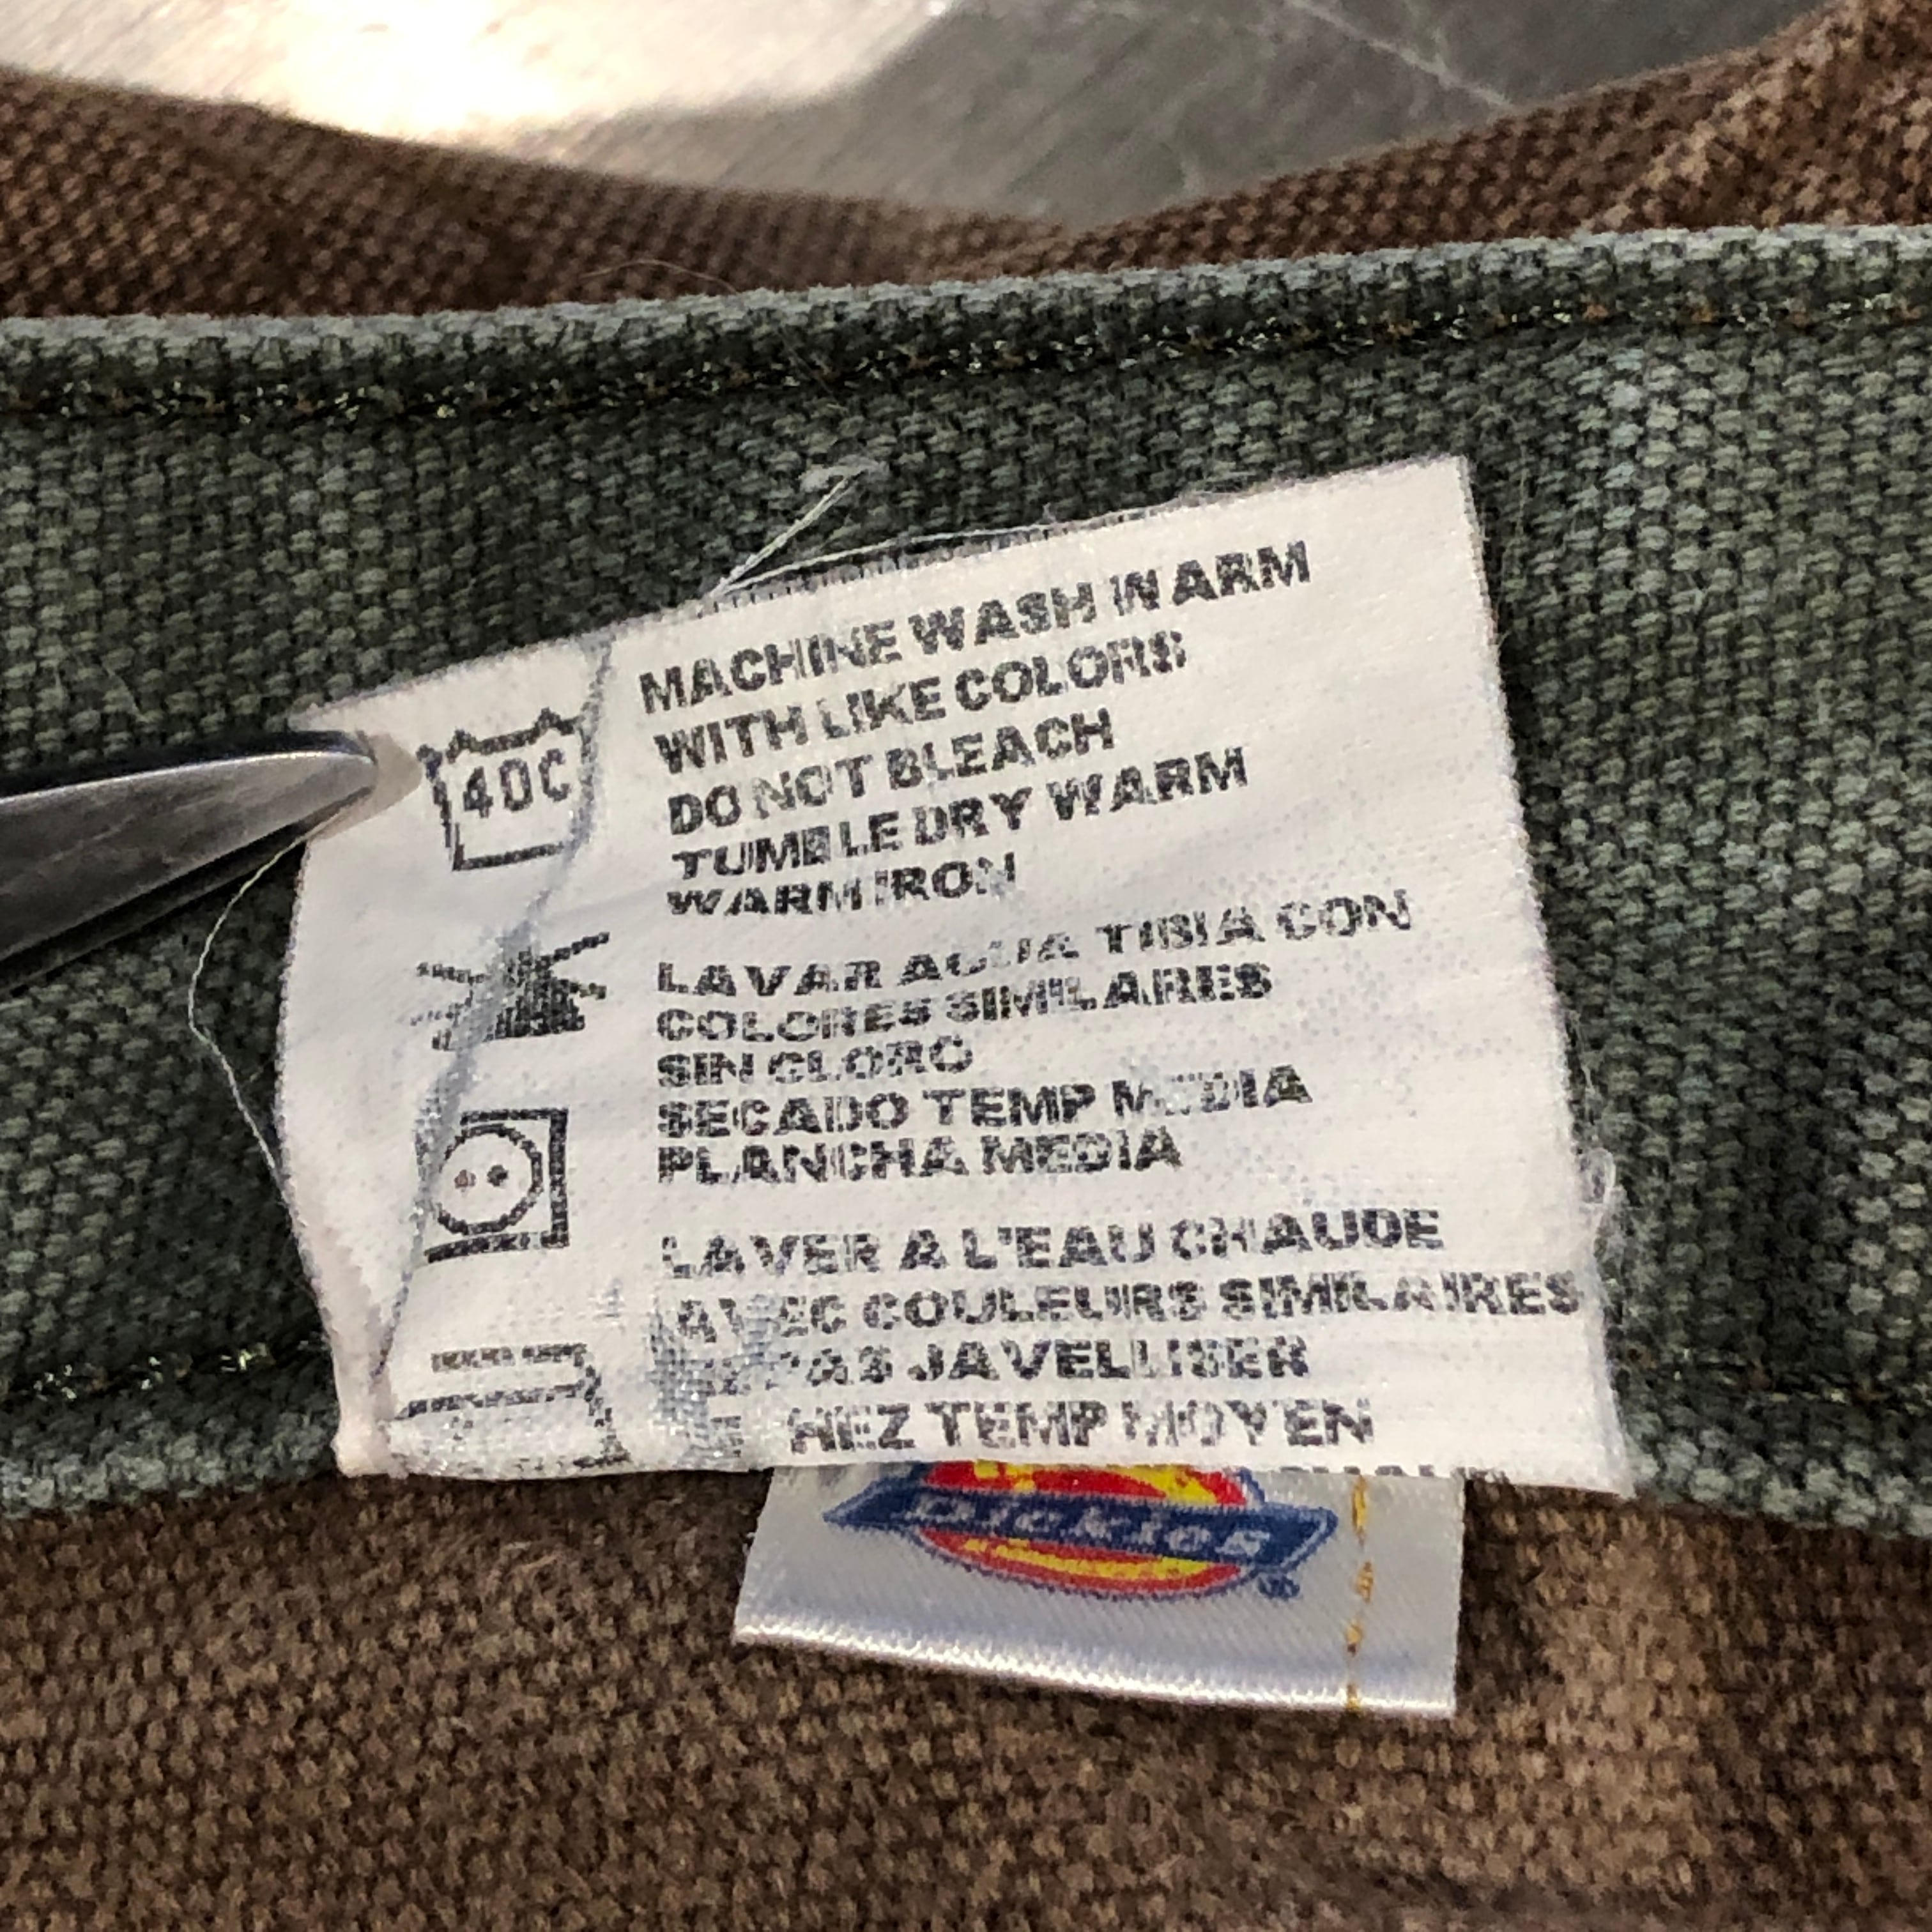 MACHINE WASH WARM
WITH LIKE COLORS
DO NOT BLEACH
TUMBLE DRY WARM
WARM IRON
40C
LAVAR AGUA TIBIA CON
COLORES SIMILARES
SIN CLORO
SECADO TEMP MEDIA
PLANCHA MEDIA
LAVER A L'EAU CHAUDE
AVEC COULEURS SIMILAIRES
PAS JAVELLISER
TEMP MOYEN
Dickies
®